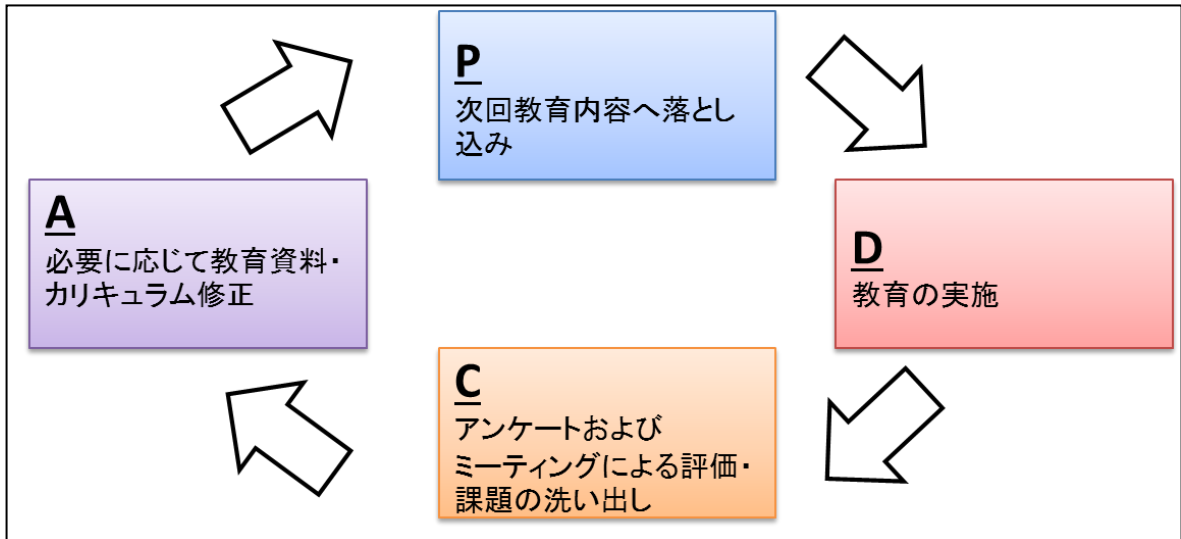 P
次回教育内容へ落とし
込み
A
必要に応じて教育資料・
カリキュラム修正
D
教育の実施
C
アンケートおよび
ミーティングによる評価・
課題の洗い出し